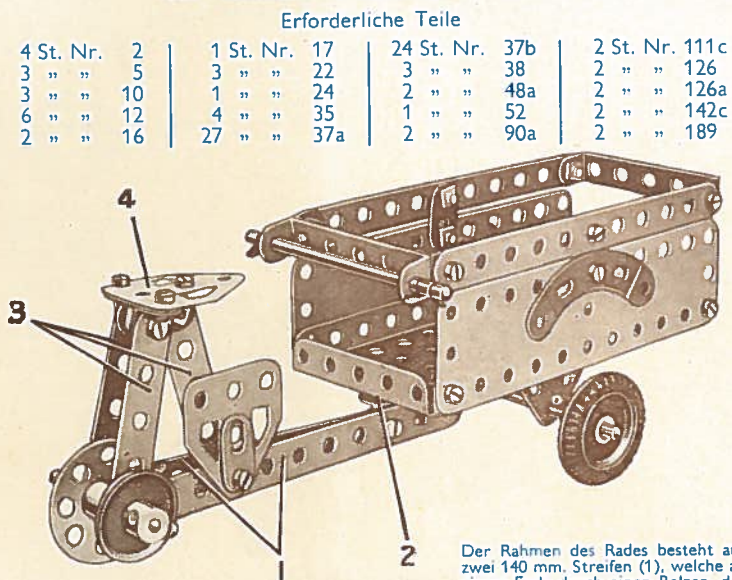 Erforderliche Teile
4 St. Nr. 2 1 St. Nr. 17 24 St. Nr. 37b 2 St. Nr. 111c
3 „ „ 5 3 „ „ 22 3 „ „ 38 2 „ „ 126
3 „ „ 10 1 „ „ 24 2 „ „ 48a 2 „ „ 126a
6 „ „ 12 4 „ „ 35 1 „ „ 52 2 „ „ 142c
2 „ „ 16 27 „ „ 37a 2 „ „ 90a 2 „ „ 189
4
3
2
1
Der Rahmen des Rades besteht
zwei 140 mm. Streifen (1), welche